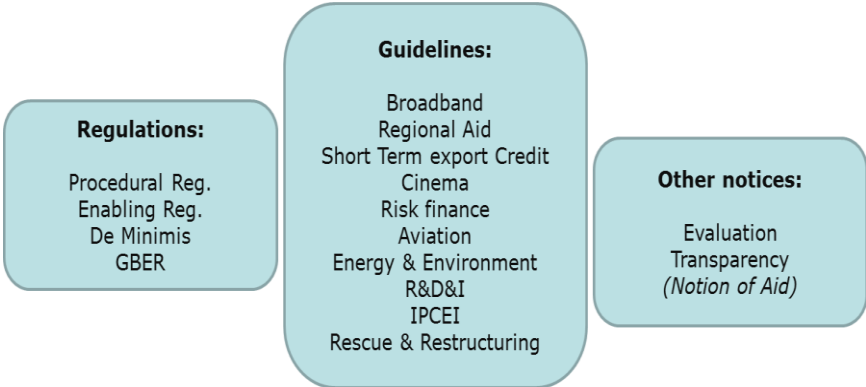 Regulations:
Procedural Reg.
Enabling Reg.
De Minimis
GBER
Guidelines:
Broadband
Regional Aid
Short Term export Credit
Cinema
Risk finance
Aviation
Energy & Environment
R&D&I
IPCEI
Rescue & Restructuring
Other notices:
Evaluation
Transparency
(Notion of Aid)